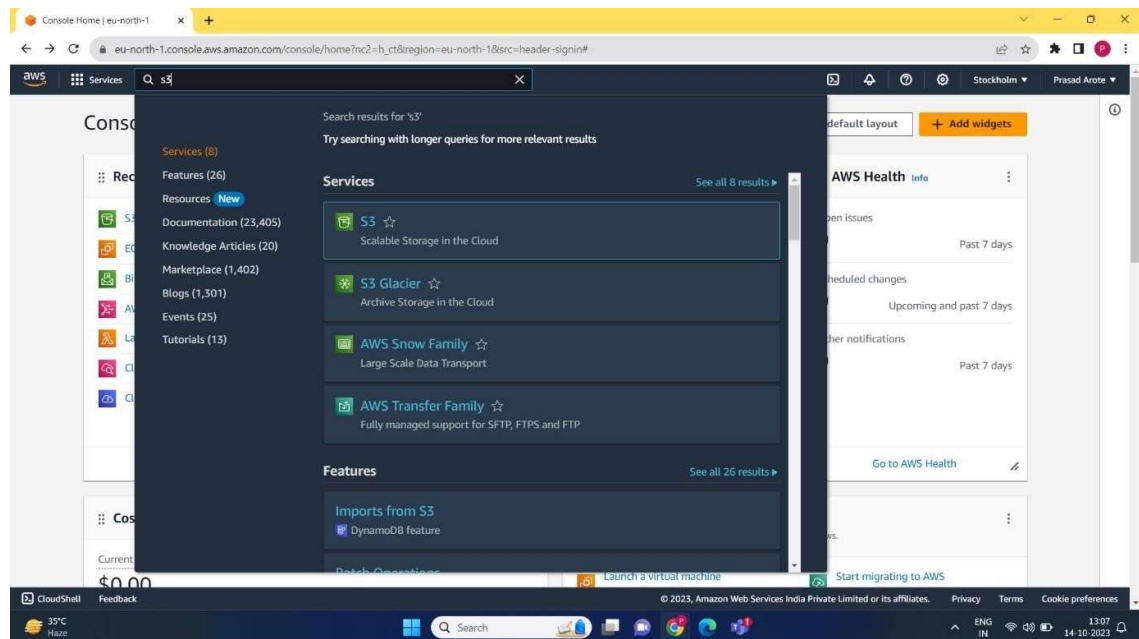 Console Home | eu-north-1
eu-north-1.console.aws.amazon.com/console/home?nc2=h_ct&region=eu-north-1&src=header-signin#
P
aws
Services
s3
Stockholm
Prasad Arote
Search results for 's3'
Try searching with longer queries for more relevant results
default layout
+ Add widgets
Services (8)
Features (26)
Resources New
Documentation (23,405)
Knowledge Articles (20)
Marketplace (1,402)
Blogs (1,301)
Events (25)
Tutorials (13)
Services
See all 8 results
S3
Scalable Storage in the Cloud
S3 Glacier
Archive Storage in the Cloud
AWS Snow Family
Large Scale Data Transport
AWS Transfer Family
Fully managed support for SFTP, FTPS and FTP
Features
See all 26 results
Imports from S3
DynamoDB feature
AWS Health Info
issues
Past 7 days
changes
Upcoming and past 7 days
notifications
Past 7 days
Go to AWS Health
Current
$0.00
Launch a virtual machine
Start migrating to AWS
CloudShell
Feedback
© 2023, Amazon Web Services India Private Limited or its affiliates.
Privacy
Terms
Cookie preferences
35°C
Haze
Search
ENG
IN
13:07
14-10-2023